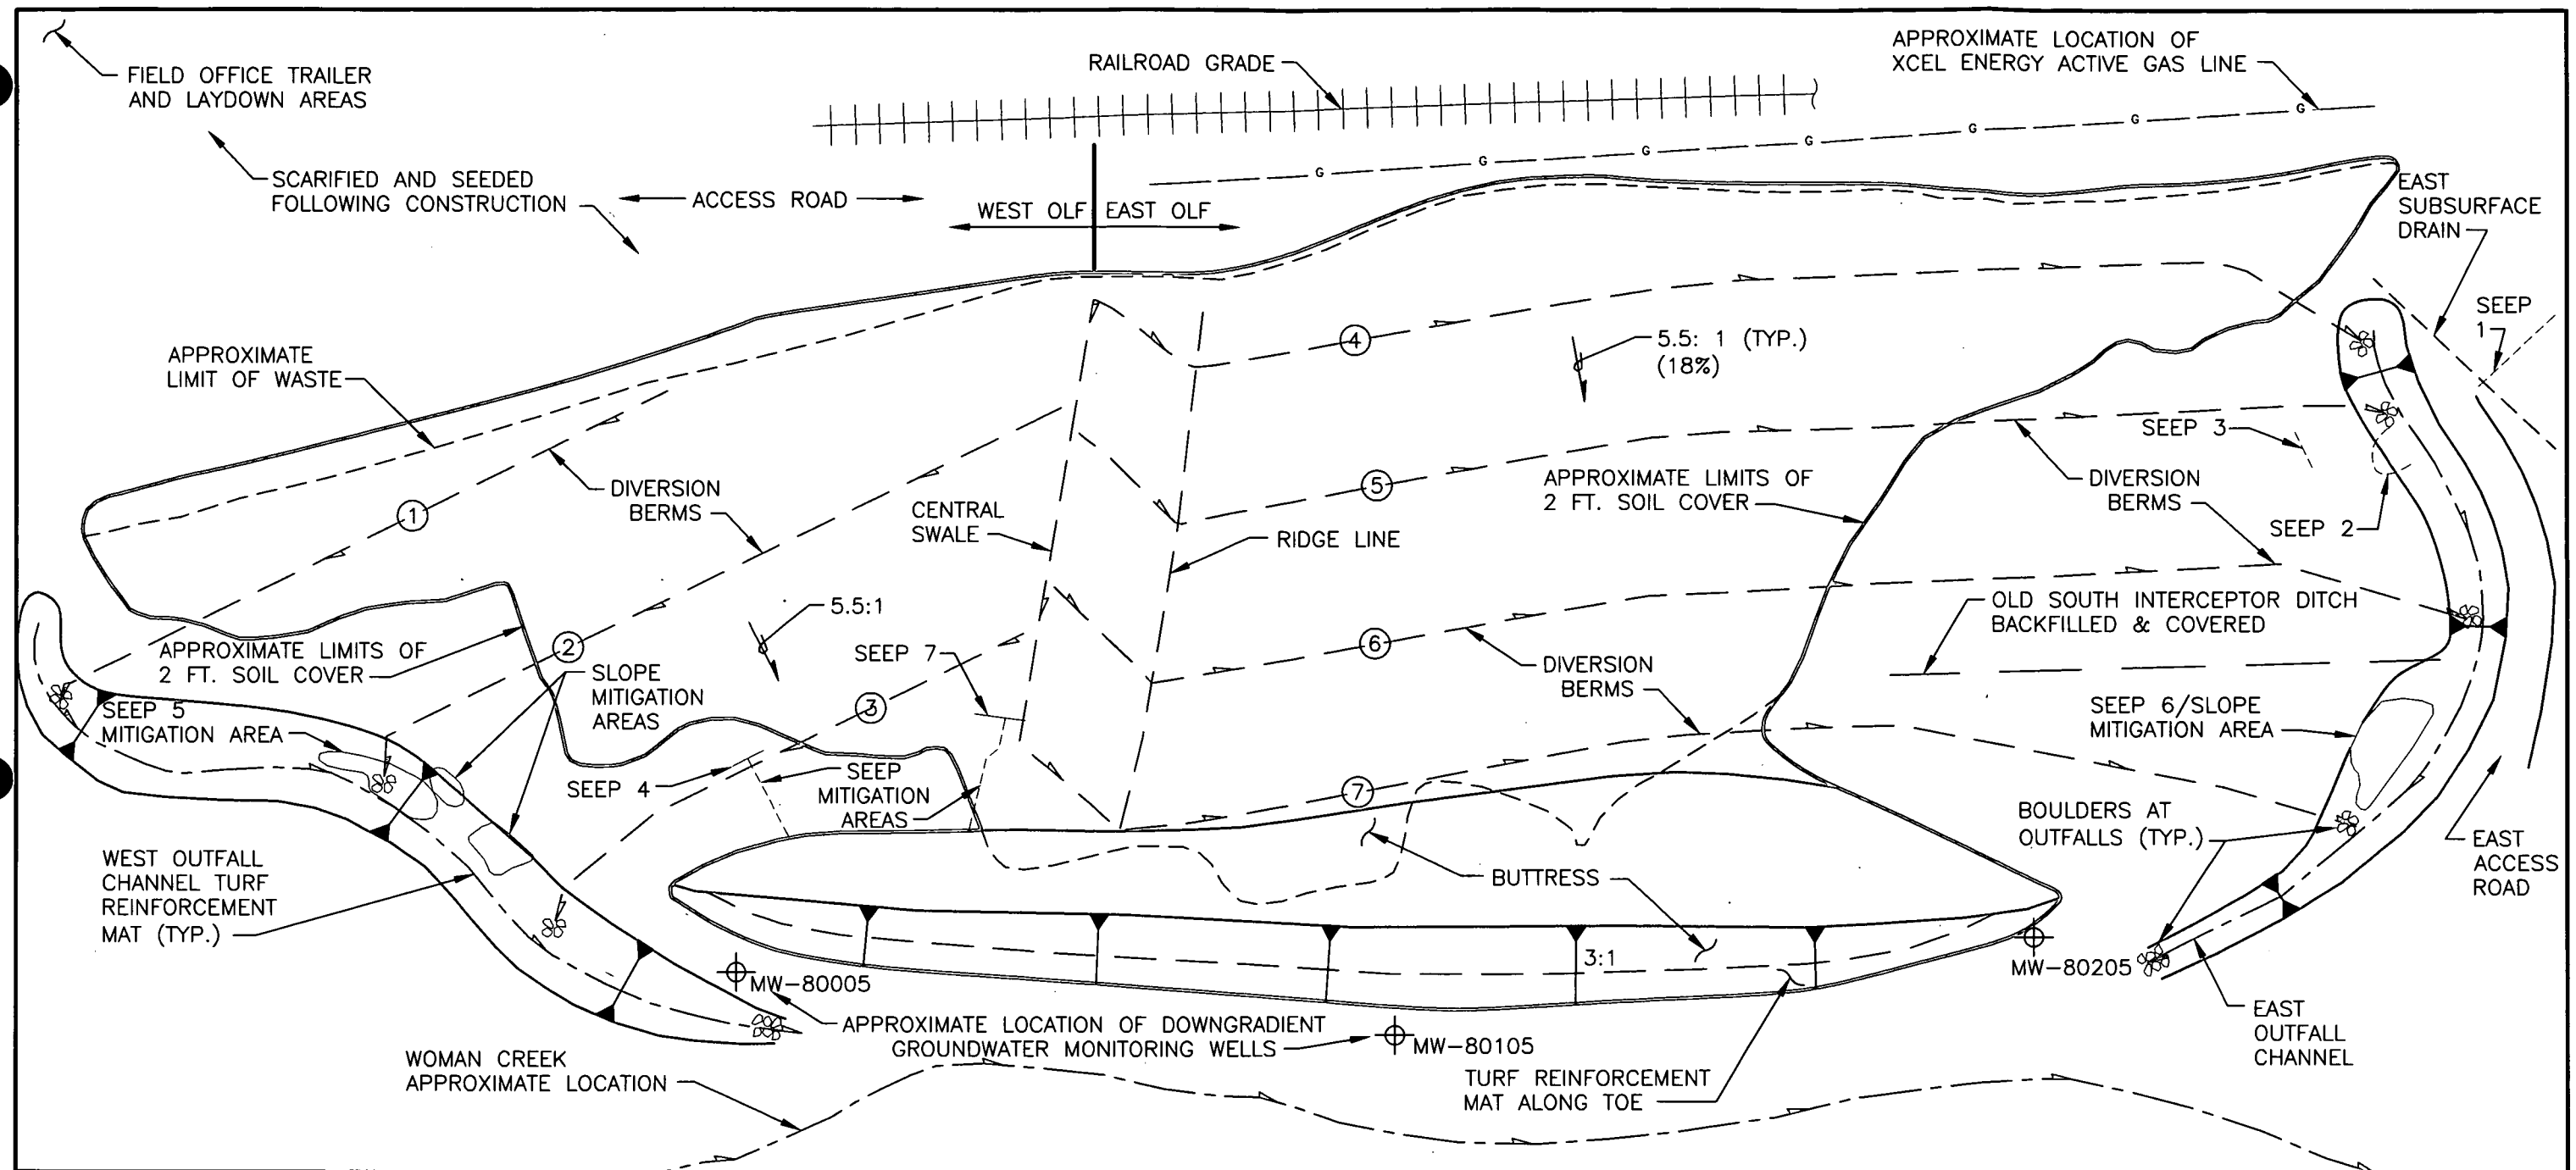 FIELD OFFICE TRAILER
AND LAYDOWN AREAS
RAILROAD GRADE
APPROXIMATE LOCATION OF
XCEL ENERGY ACTIVE GAS LINE
G
G
G
G
G
G
G
SCARIFIED AND SEEDED
FOLLOWING CONSTRUCTION
ACCESS ROAD
WEST OLF
EAST OLF
EAST
SUBSURFACE
DRAIN
SEEP
1
APPROXIMATE
LIMIT OF WASTE
4
5.5: 1 (TYP.)
(18%)
SEEP 3
DIVERSION
BERMS
SEEP 2
1
DIVERSION
BERMS
CENTRAL
SWALE
5
APPROXIMATE LIMITS OF
2 FT. SOIL COVER
RIDGE LINE
5.5:1
OLD SOUTH INTERCEPTOR DITCH
BACKFILLED & COVERED
APPROXIMATE LIMITS OF
2 FT. SOIL COVER
2
SEEP 7
6
DIVERSION
BERMS
SLOPE
MITIGATION
AREAS
3
SEEP 5
MITIGATION AREA
SEEP 6/SLOPE
MITIGATION AREA
SEEP 4
SEEP
MITIGATION
AREAS
7
BOULDERS AT
OUTFALLS (TYP.)
EAST
ACCESS
ROAD
WEST OUTFALL
CHANNEL TURF
REINFORCEMENT
MAT (TYP.)
BUTTRESS
3:1
MW-80005
MW-80205
APPROXIMATE LOCATION OF DOWNGRADIENT
GROUNDWATER MONITORING WELLS
MW-80105
EAST
OUTFALL
CHANNEL
WOMAN CREEK
APPROXIMATE LOCATION
TURF REINFORCEMENT
MAT ALONG TOE